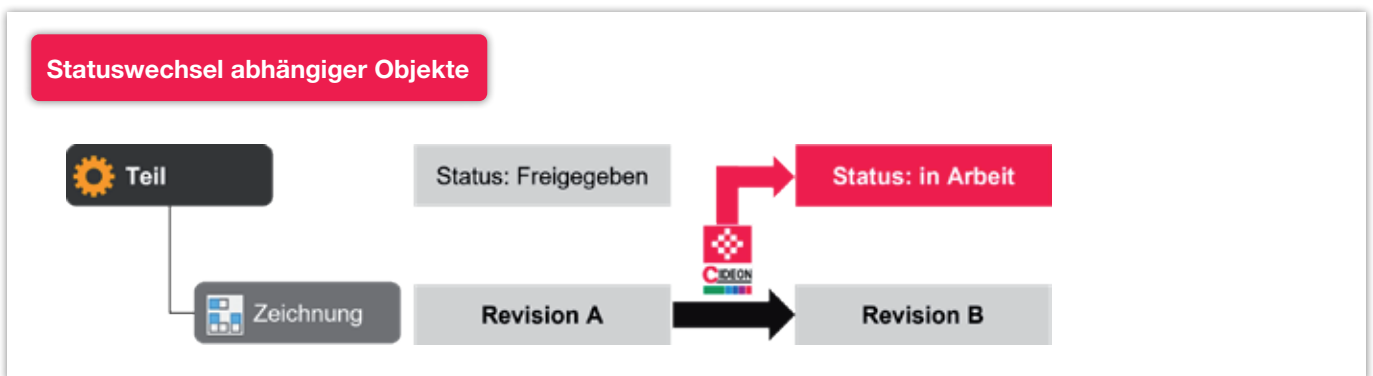 Statuswechsel abhängiger Objekte
Teil
Status: Freigegeben
Status: in Arbeit
CIDEON
Zeichnung
Revision A
Revision B